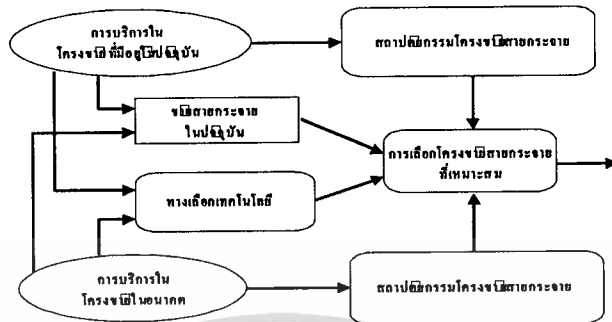 การบริการใน
โครงข□ยที่มีอยู□ในป□จุบัน
สถาป□ตยกรรมโครงข□ยสายกระจาย
ข□ยสายกระจาย
ในป□จุบัน
การเลือกโครงข□ยสายกระจาย
ที่เหมาะสม
ทางเลือกเทคโนโลยี
การบริการใน
โครงข□ยในอนาคต
สถาป□ตยกรรมโครงข□ยสายกระจาย